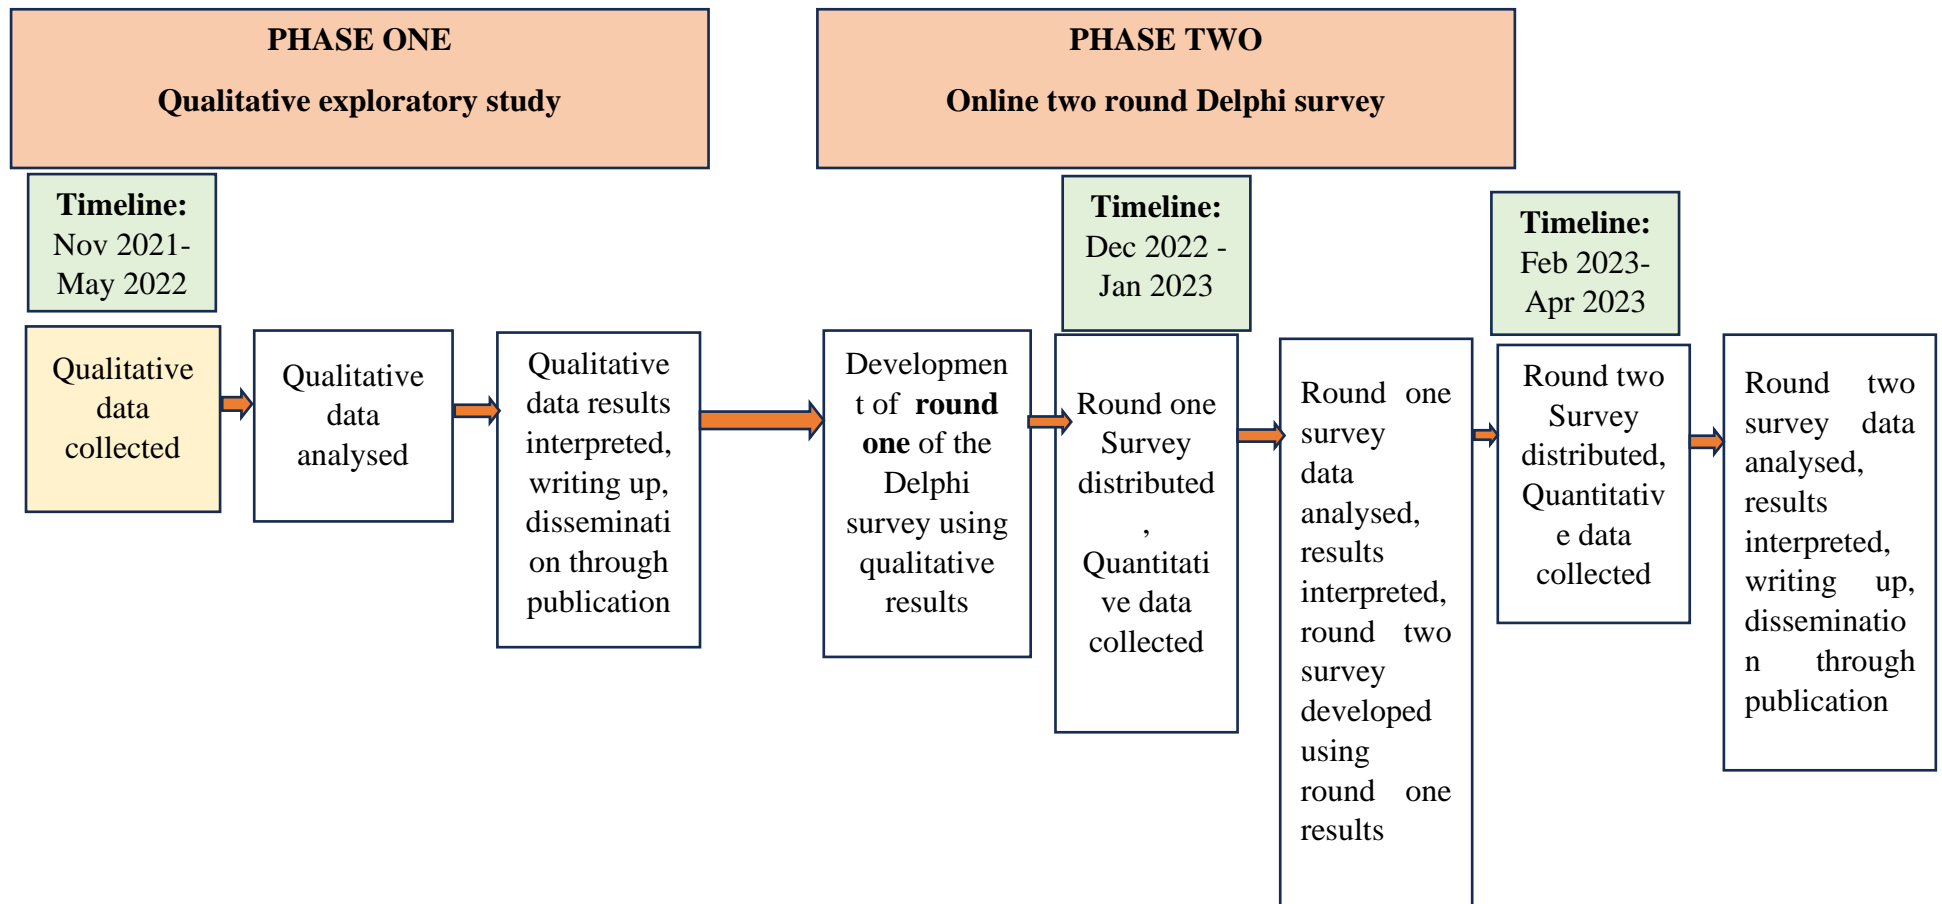 PHASE ONE
Qualitative exploratory study
PHASE TWO
Online two round Delphi survey
Timeline:
Nov 2021-
May 2022
Timeline:
Dec 2022 -
Jan 2023
Timeline:
Feb 2023-
Apr 2023
Qualitative
data
collected
Qualitative
data
analysed
Qualitative
data results
interpreted,
writing up,
disseminati
on through
publication
Developmen
t of round
one of the
Delphi
survey using
qualitative
results
Round one
Survey
distributed
,
Quantitati
ve data
collected
Round one
survey
data
analysed,
results
interpreted,
round two
survey
developed
using
round one
results
Round two
Survey
distributed,
Quantitativ
e data
collected
Round two
survey data
analysed,
results
interpreted,
writing up,
disseminatio
n through
publication